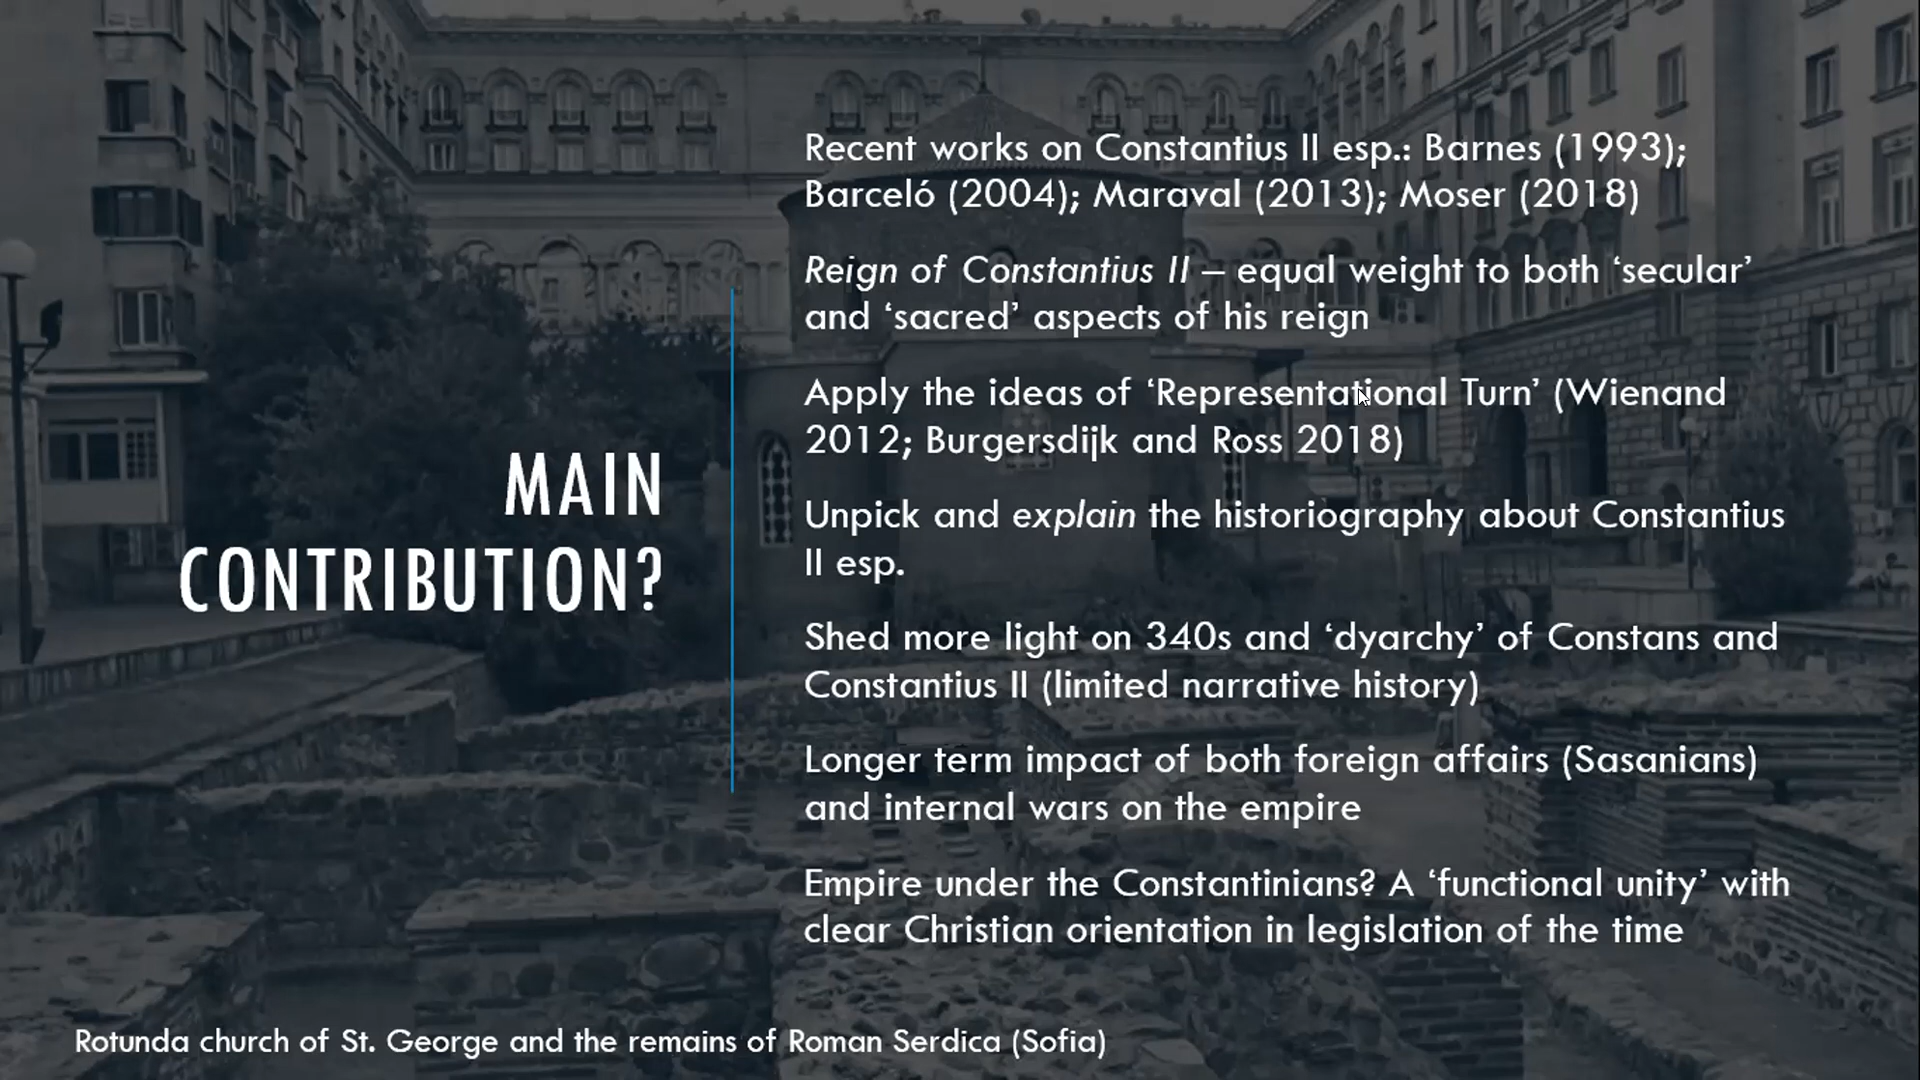 MAIN
CONTRIBUTION?
Recent works on Constantius II esp.: Barnes (1993);
Barceló (2004); Maraval (2013); Moser (2018)
Reign of Constantius II – equal weight to both ‘secular’
and ‘sacred’ aspects of his reign
Apply the ideas of ‘Representational Turn’ (Wienand
2012; Burgersdijk and Ross 2018)
Unpick and explain the historiography about Constantius
II esp.
Shed more light on 340s and ‘dyarchy’ of Constans and
Constantius II (limited narrative history)
Longer term impact of both foreign affairs (Sasanians)
and internal wars on the empire
Empire under the Constantinians? A ‘functional unity’ with
clear Christian orientation in legislation of the time
Rotunda church of St. George and the remains of Roman Serdica (Sofia)